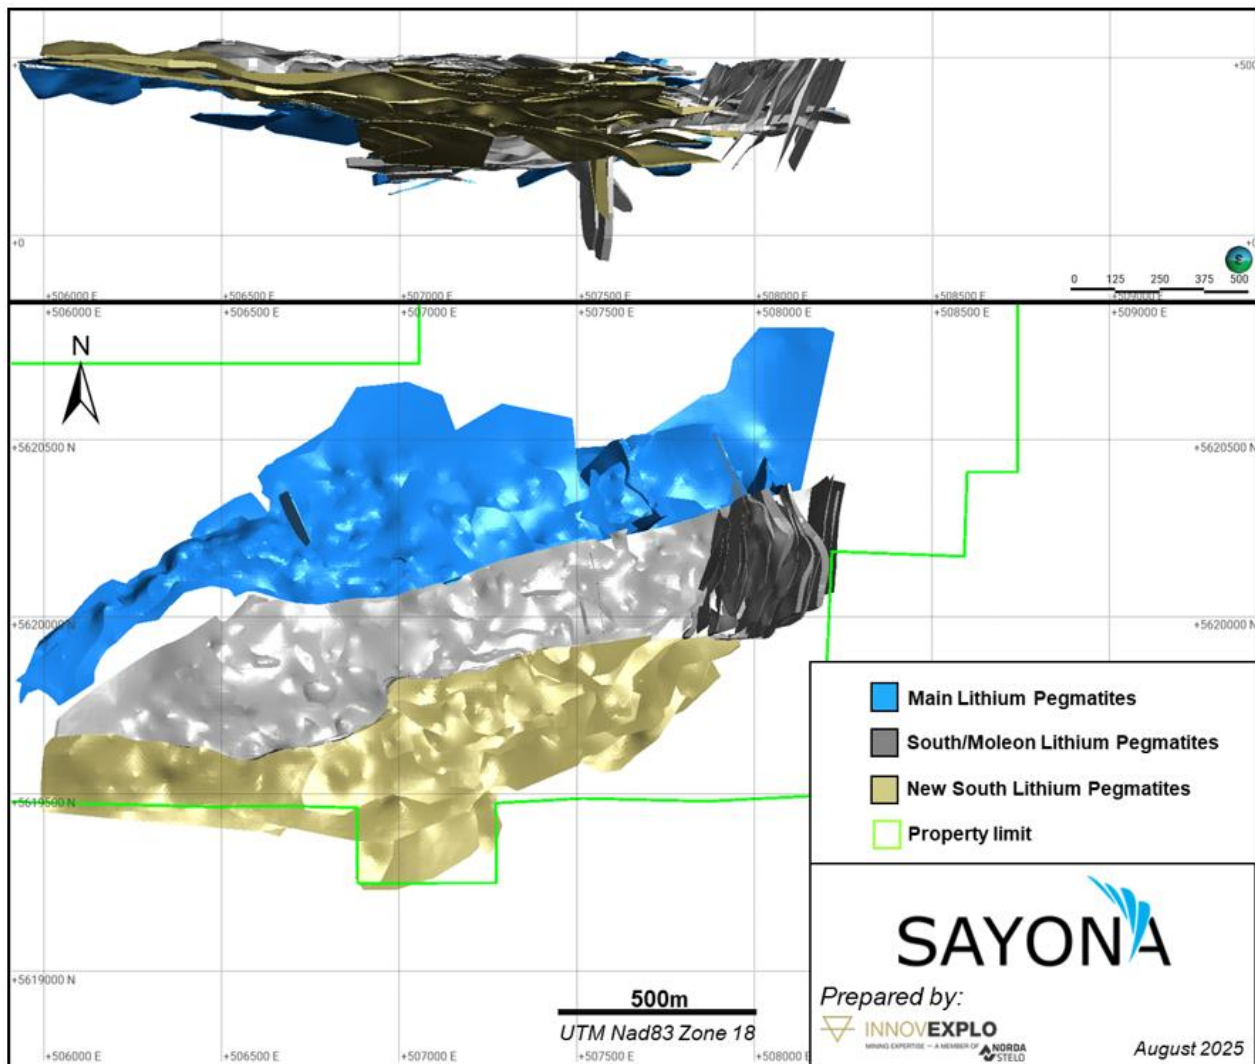 +500
+0
+0
S
0 125 250 375 500
+506000 E +506500 E +507000 E +507500 E +508000 E +508500 E +509000 E
+506000 E +506500 E +507000 E +507500 E +508000 E +508500 E +509000 E
N
+5620500 N +5620500 N
+5620000 N +5620000 N
+5619500 N
+5619000 N
Main Lithium Pegmatites
South/Moleon Lithium Pegmatites
New South Lithium Pegmatites
Property limit
SAYONA
500m
UTM Nad83 Zone 18
Prepared by:
INNOVEXPLO
MINING EXPERTISE — A MEMBER OF NORDA
STELO
August 2025
+506000 E +506500 E +507000 E +507500 E +508000 E